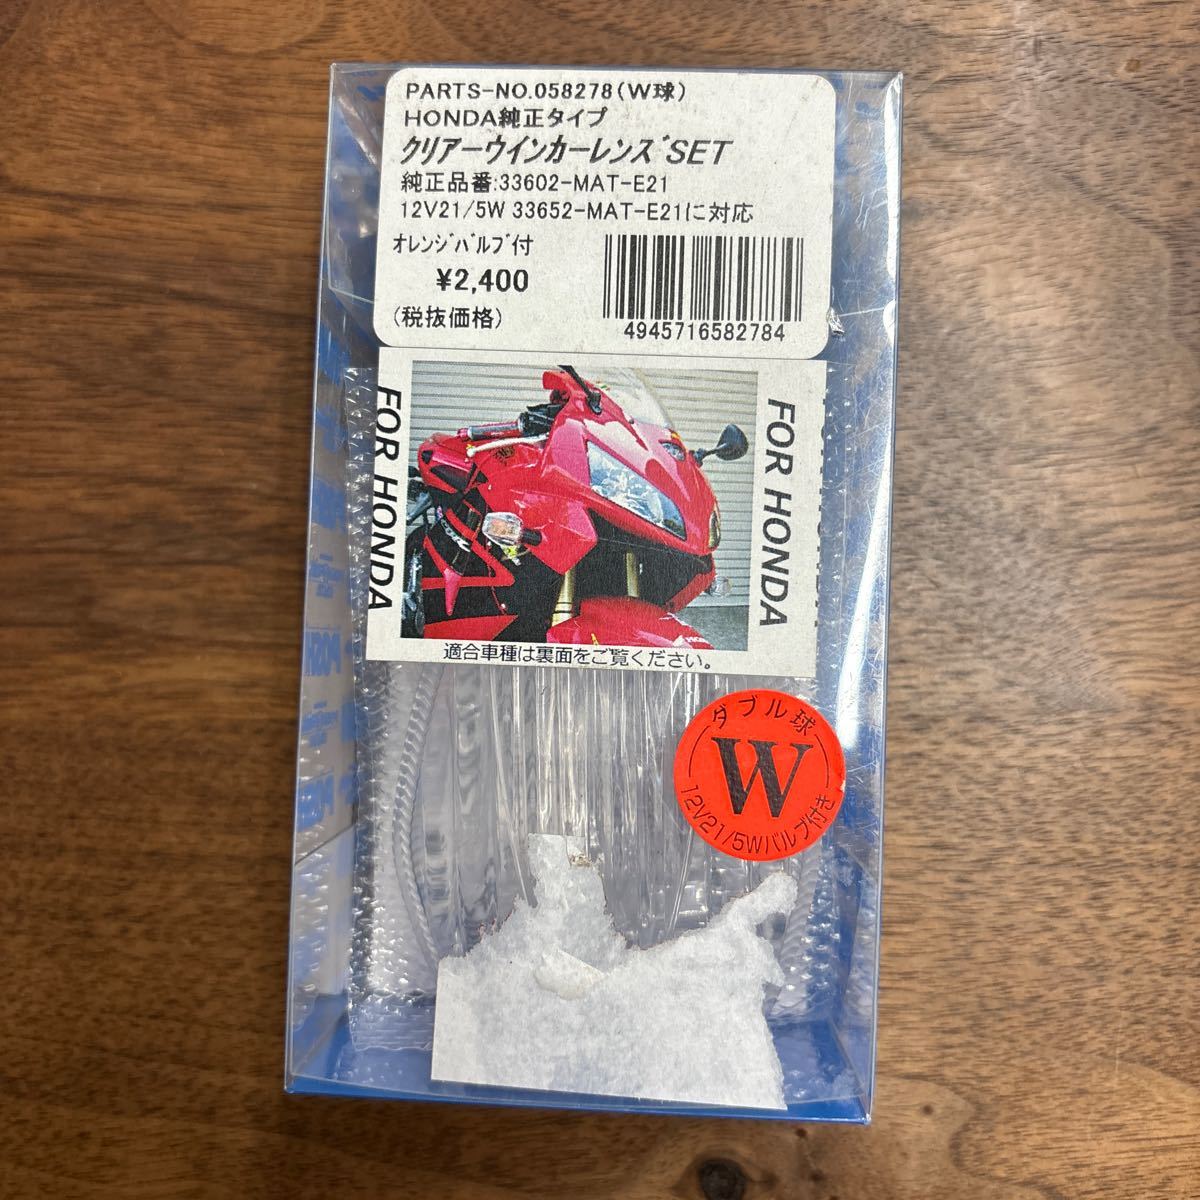 PARTS-NO.058278(W球)
HONDA純正タイプ
クリアーウインカーレンズSET
純正品番:33602-MAT-E21
12V21/5W 33652-MAT-E21に対応
オレンジバルブ付
¥2,400
(税抜価格)
4945716582784
FOR HONDA
FOR HONDA
適合車種は裏面をご覧ください。
ダブル球
W
12V21/5Wバルブ付き